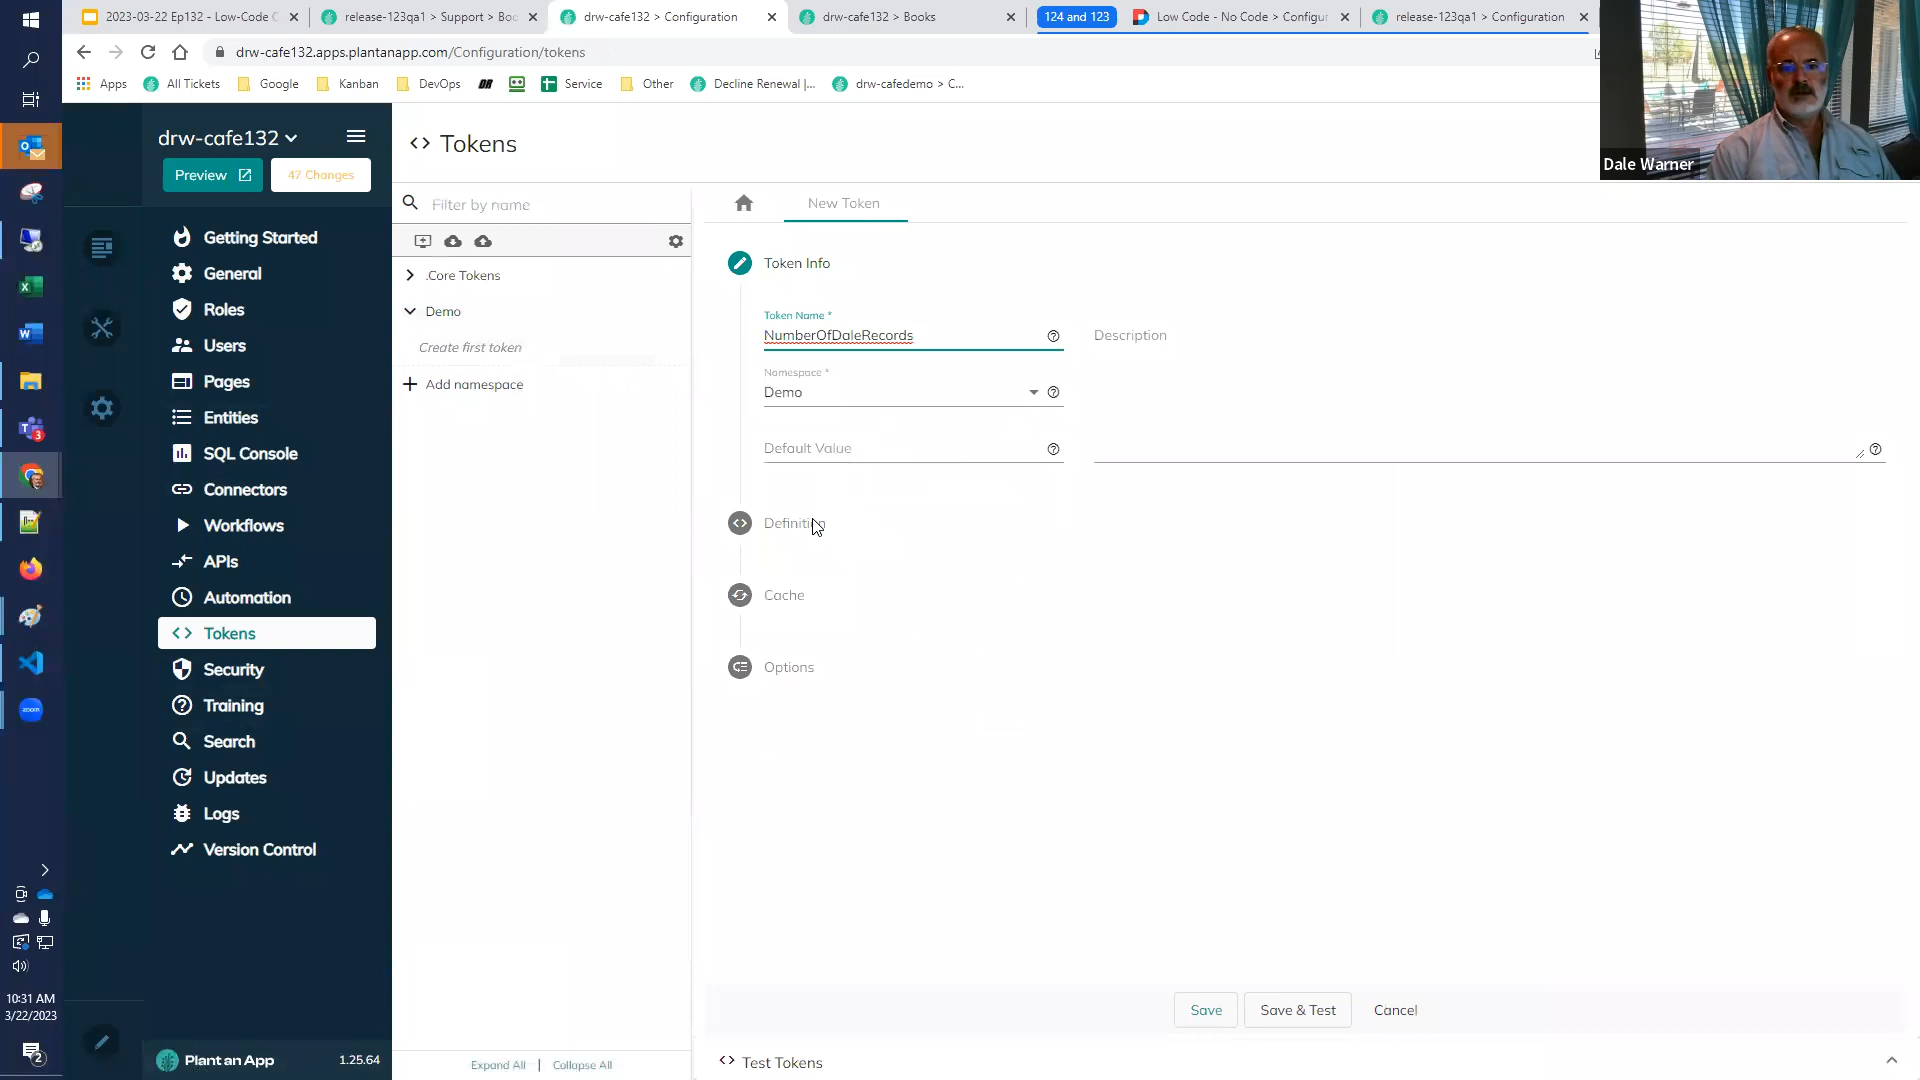 2023-03-22 Ep132 - Low-Code C
release-123qa1 > Support > Boo
drw-cafe132 > Configuration
drw-cafe132 > Books
124 and 123
Low Code - No Code > Configur
release-123qa1 > Configuration
drw-cafe132.apps.plantanapp.com/Configuration/tokens
Apps
All Tickets
Google
Kanban
DevOps
Service
Other
Decline Renewal |...
drw-cafedemo > C...
Dale Warner
drw-cafe132
Preview
47 Changes
Getting Started
General
Roles
Users
Pages
Entities
SQL Console
Connectors
Workflows
APIs
Automation
Tokens
Security
Training
Search
Updates
Logs
Version Control
Plant an App
1.25.64
<> Tokens
Filter by name
.Core Tokens
Demo
Create first token
+ Add namespace
Expand All | Collapse All
New Token
Token Info
Token Name *
NumberOfDaleRecords
Description
Namespace *
Demo
Default Value
Definition
Cache
Options
Save
Save & Test
Cancel
<> Test Tokens
zoom
3
10:31 AM
3/22/2023
2